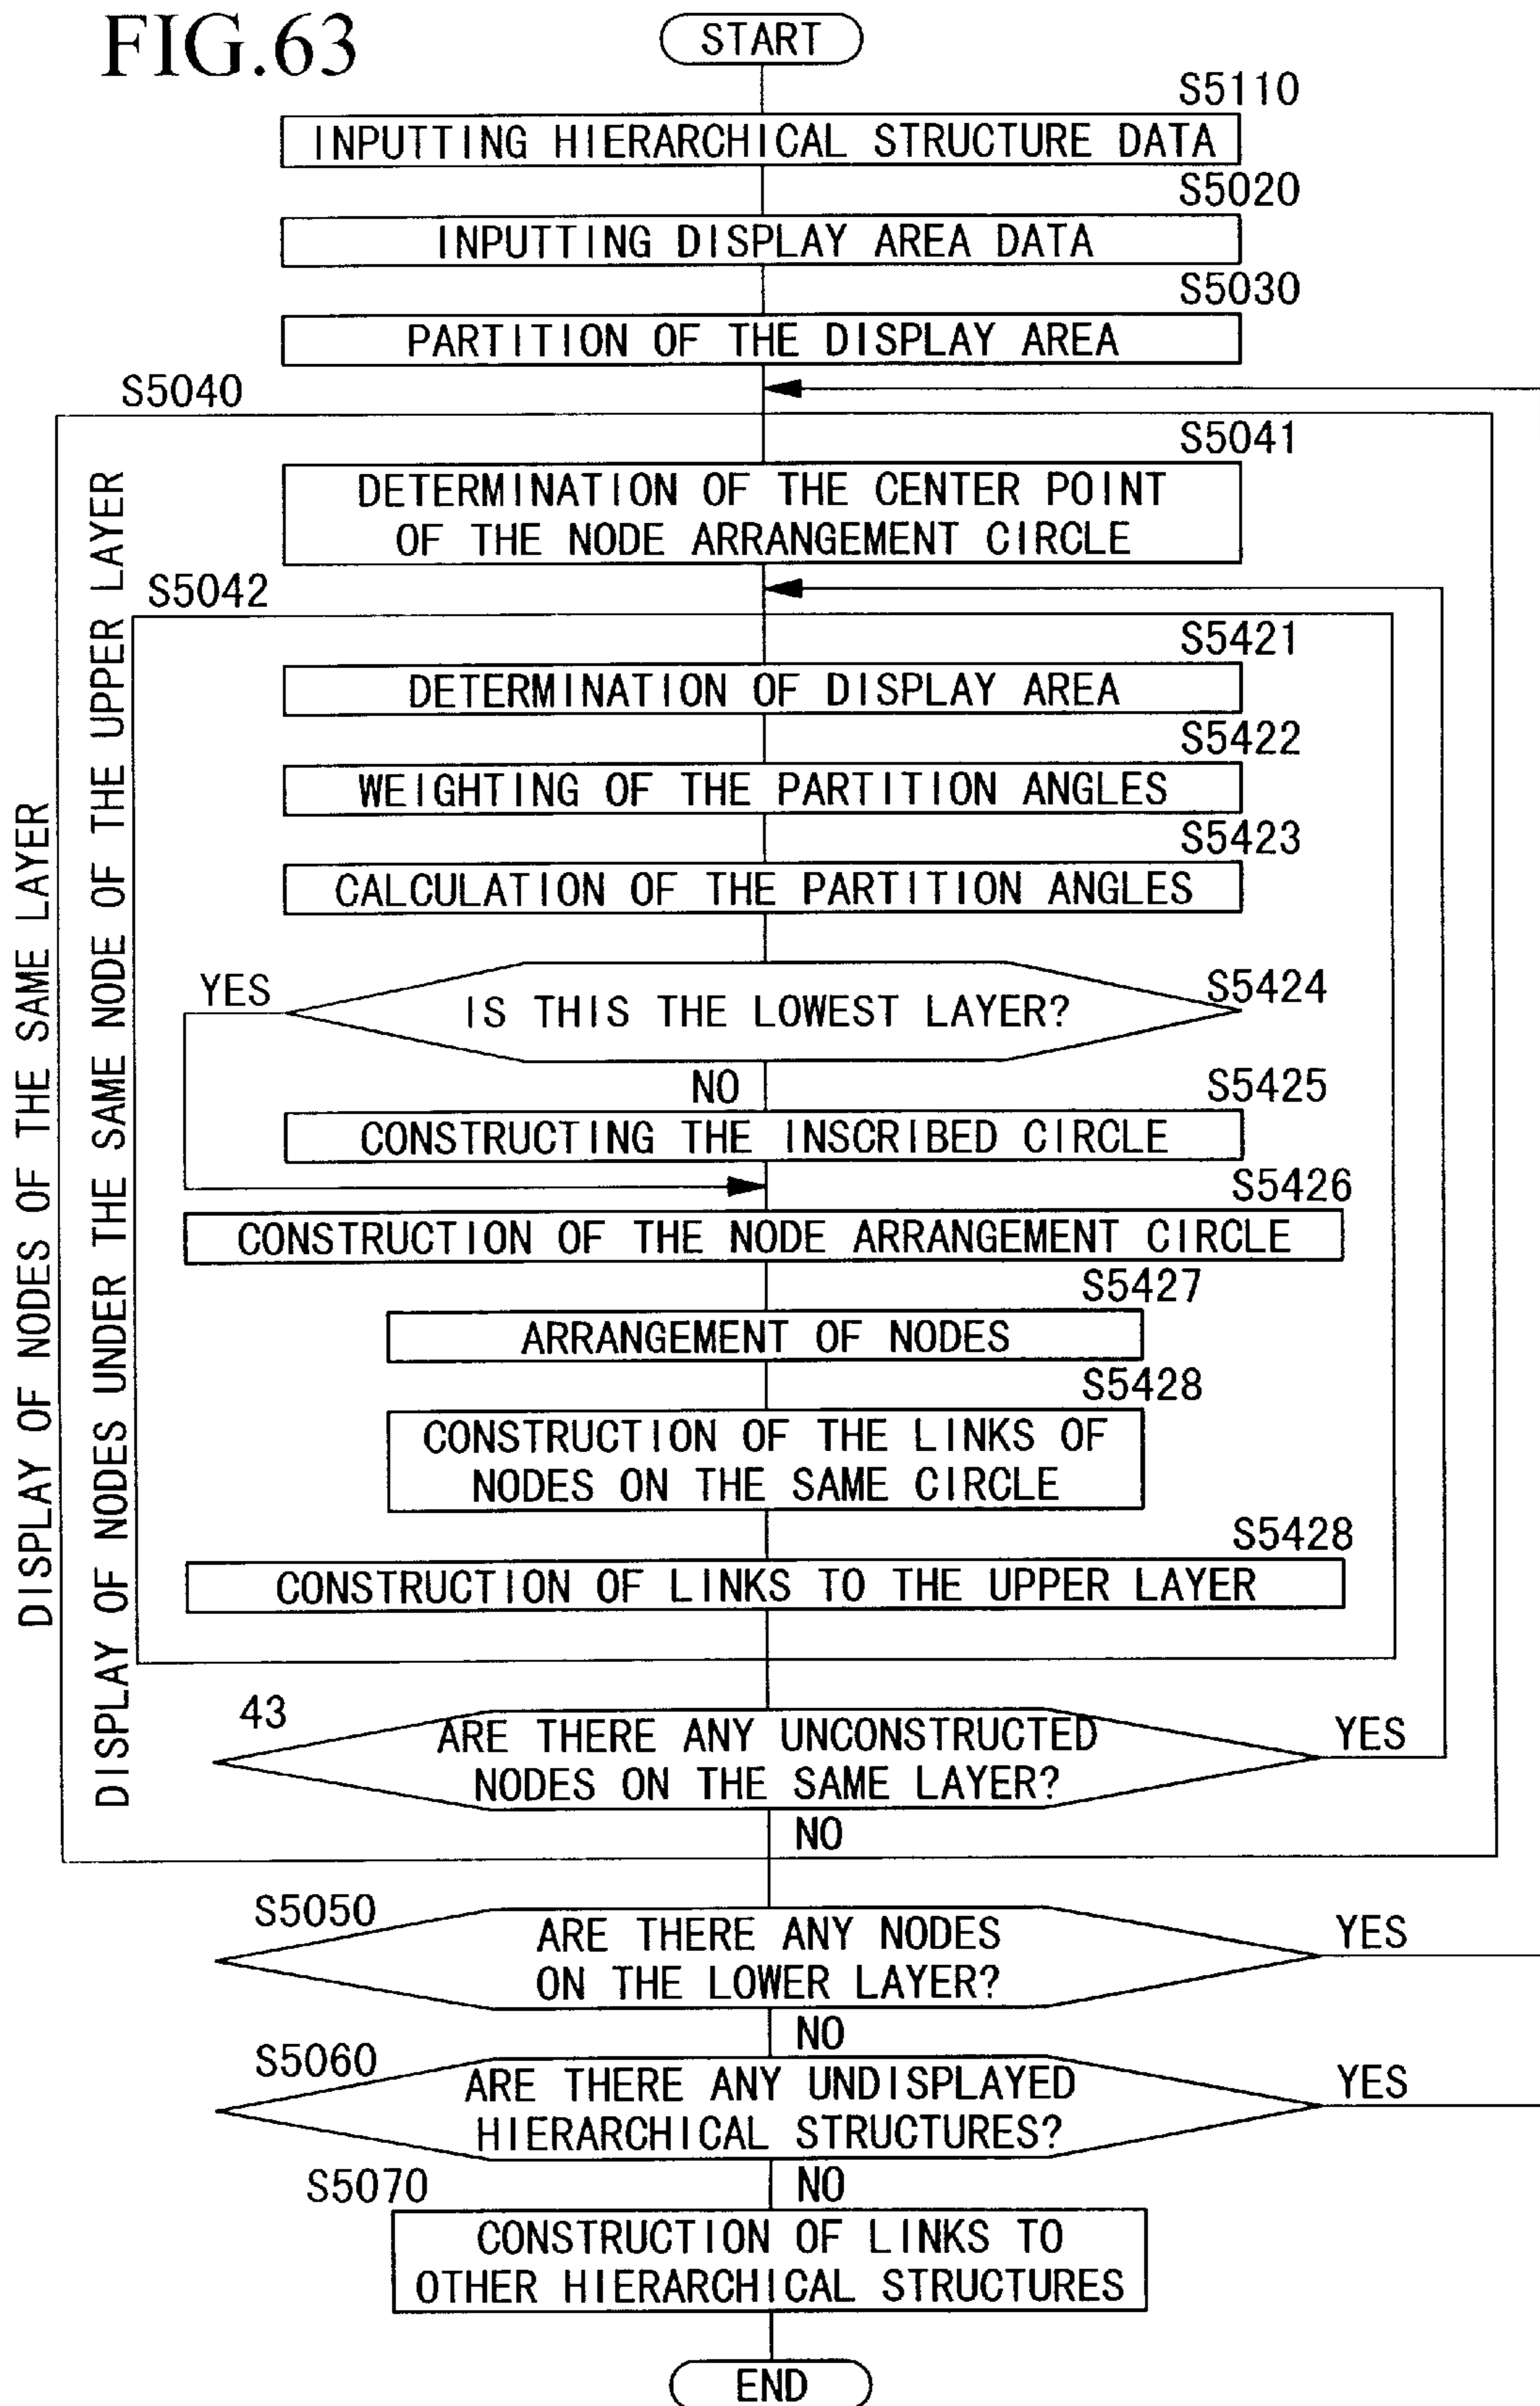 FIG.63
START
S5110
INPUTTING HIERARCHICAL STRUCTURE DATA
S5020
INPUTTING DISPLAY AREA DATA
S5030
PARTITION OF THE DISPLAY AREA
S5040
DISPLAY OF NODES OF THE SAME LAYER
S5041
DETERMINATION OF THE CENTER POINT
OF THE NODE ARRANGEMENT CIRCLE
S5042
DISPLAY OF NODES UNDER THE SAME NODE OF THE UPPER LAYER
S5421
DETERMINATION OF DISPLAY AREA
S5422
WEIGHTING OF THE PARTITION ANGLES
S5423
CALCULATION OF THE PARTITION ANGLES
YES
S5424
IS THIS THE LOWEST LAYER?
NO
S5425
CONSTRUCTING THE INSCRIBED CIRCLE
S5426
CONSTRUCTION OF THE NODE ARRANGEMENT CIRCLE
S5427
ARRANGEMENT OF NODES
S5428
CONSTRUCTION OF THE LINKS OF
NODES ON THE SAME CIRCLE
S5428
CONSTRUCTION OF LINKS TO THE UPPER LAYER
43
ARE THERE ANY UNCONSTRUCTED
NODES ON THE SAME LAYER?
YES
NO
S5050
ARE THERE ANY NODES
ON THE LOWER LAYER?
YES
NO
S5060
ARE THERE ANY UNDISPLAYED
HIERARCHICAL STRUCTURES?
YES
NO
S5070
CONSTRUCTION OF LINKS TO
OTHER HIERARCHICAL STRUCTURES
END